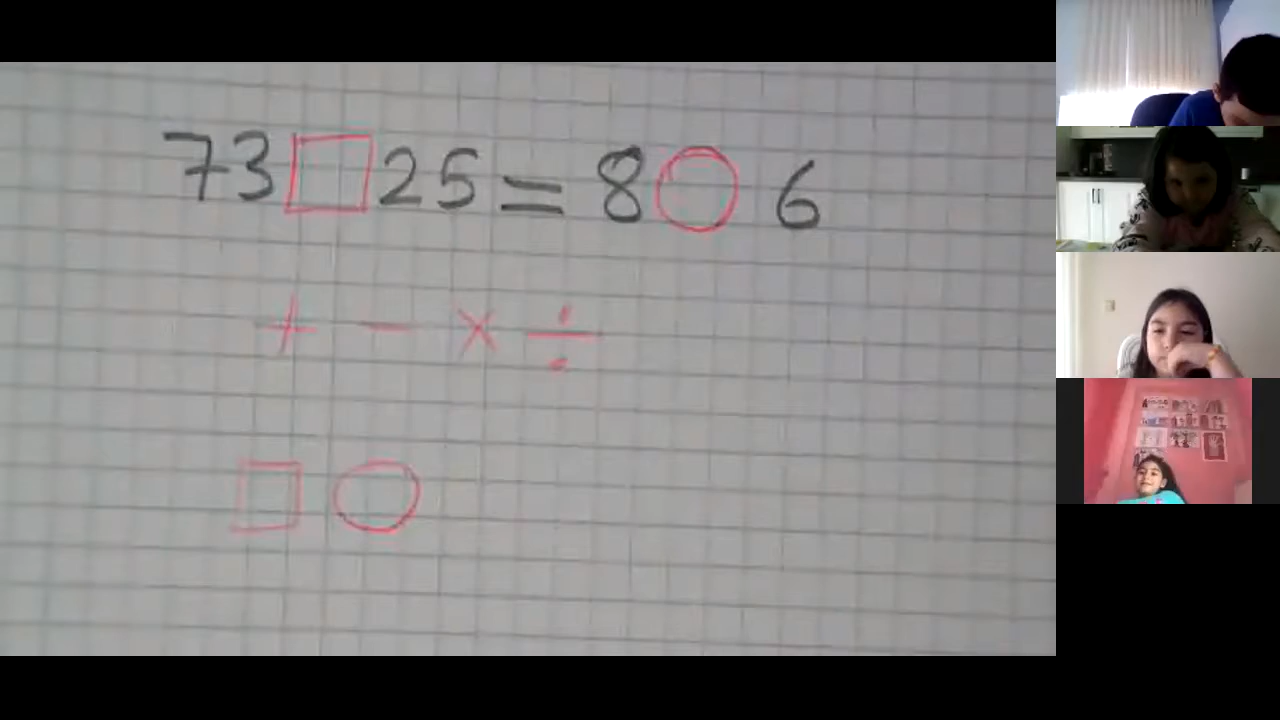 73 □ 25 = 8 ○ 6
+ − × ÷
□ ○